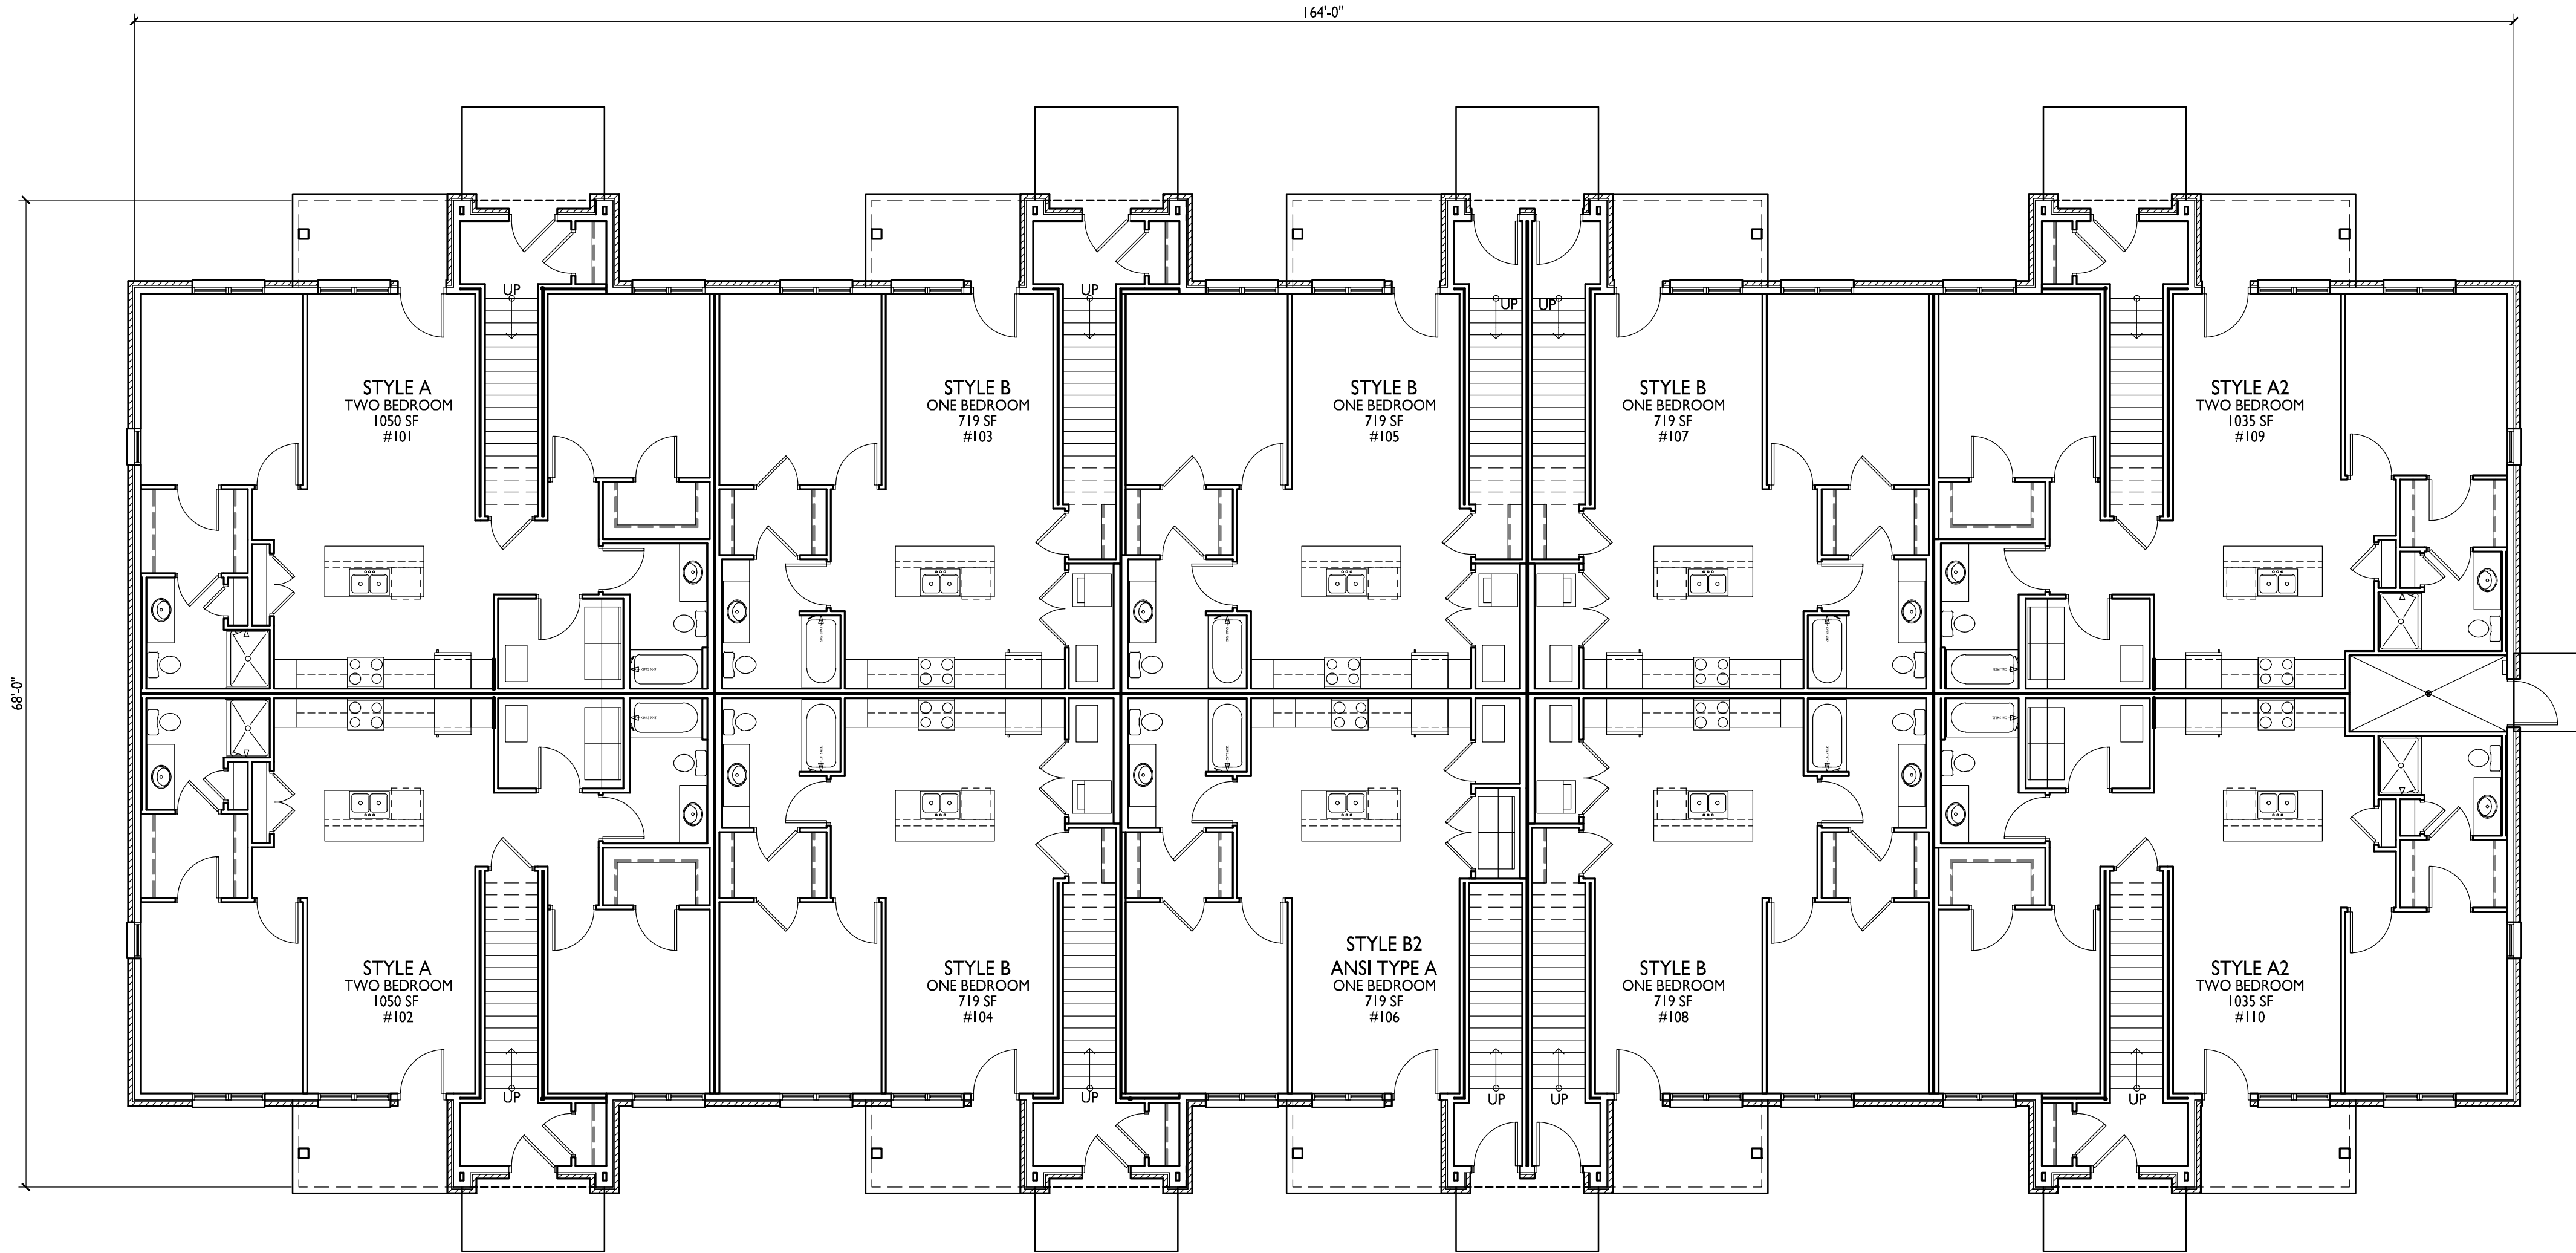 164'-0"
UP
UP
UP
UP
STYLE A
TWO BEDROOM
1050 SF
#101
STYLE B
ONE BEDROOM
719 SF
#103
STYLE B
ONE BEDROOM
719 SF
#105
STYLE B
ONE BEDROOM
719 SF
#107
STYLE A2
TWO BEDROOM
1035 SF
#109
68'-0"
STYLE A
TWO BEDROOM
1050 SF
#102
STYLE B
ONE BEDROOM
719 SF
#104
STYLE B2
ANSI TYPE A
ONE BEDROOM
719 SF
#106
STYLE B
ONE BEDROOM
719 SF
#108
STYLE A2
TWO BEDROOM
1035 SF
#110
UP
UP
UP
UP
UP